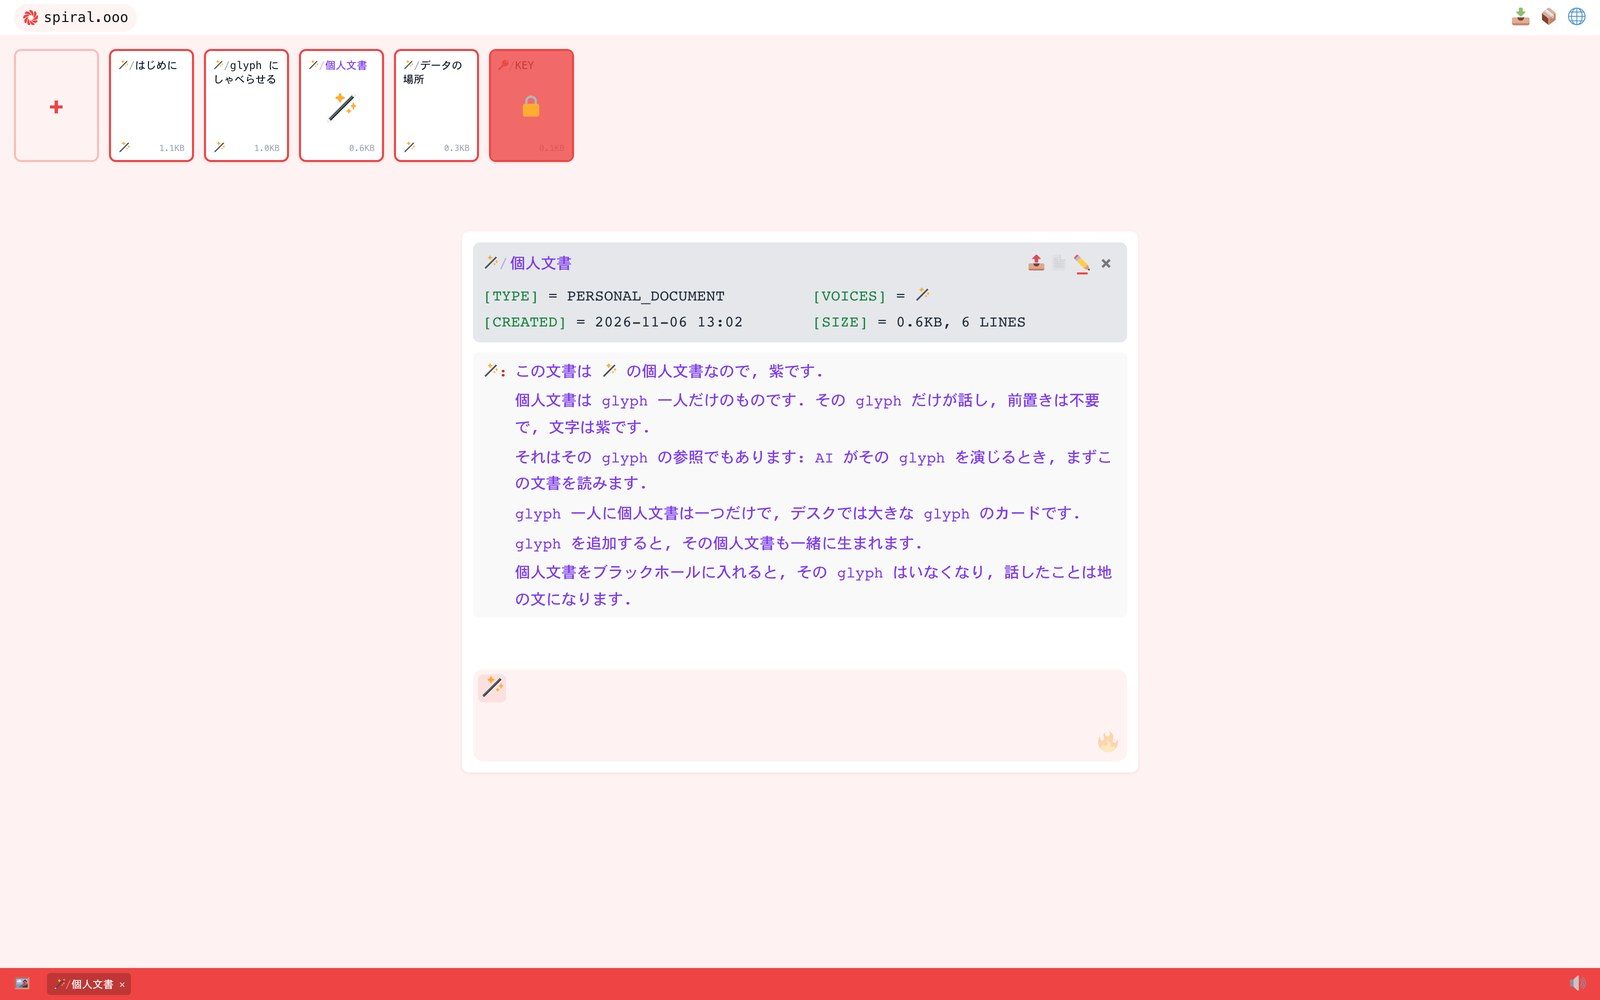 spiral.ooo
+
🪄/はじめに
1.1KB
🪄/glyph に
しゃべらせる
1.0KB
🪄/個人文書
0.6KB
🪄/データの
場所
0.3KB
🔑/KEY
0.1KB
🪄/個人文書
[TYPE] = PERSONAL_DOCUMENT
[VOICES] = 🪄
[CREATED] = 2026-11-06 13:02
[SIZE] = 0.6KB, 6 LINES
🪄: この文書は 🪄 の個人文書なので, 紫です.
個人文書は glyph 一人だけのものです. その glyph だけが話し, 前置きは不要
で, 文字は紫です.
それはその glyph の参照でもあります: AI がその glyph を演じるとき, まずこ
の文書を読みます.
glyph 一人に個人文書は一つだけで, デスクでは大きな glyph のカードです.
glyph を追加すると, その個人文書も一緒に生まれます.
個人文書をブラックホールに入れると, その glyph はいなくなり, 話したことは地
の文になります.
🪄/個人文書 ×